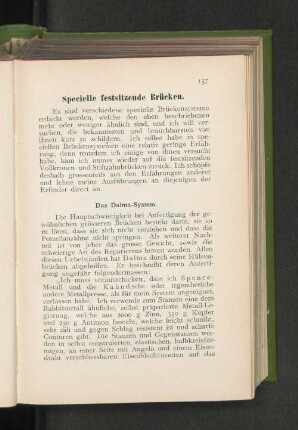 157
Specielle festsitzende Brücken.
Es sind verschiedene specielle Brückensysteme
erdacht worden, welche den eben beschriebenen
mehr oder weniger ähnlich sind, und ich will ver-
suchen, die bekanntesten und brauchbarsten von
ihnen kurz zu schildern. Ich selbst habe in spe-
ciellen Brückensystemen eine relativ geringe Erfah-
rung, denn trotzdem ich einige von ihnen versucht
habe, kam ich immer wieder auf die festsitzenden
Vollkronen- und Stiftzahnbrücken zurück. Ich schöpfe
deshalb grossenteils aus den Erfahrungen anderer
und lehne meine Ausführungen an diejenigen der
Erfinder direct an.
Das Dalma-System.
Die Hauptschwierigkeit bei Anfertigung der ge-
wöhnlichen grösseren Brücken besteht darin, sie so
zu löten, dass sie sich nicht verziehen und dass die
Porzellanzähne nicht springen. Als weiterer Nach-
teil ist von jeher das grosse Gewicht, sowie die
schwierige Art des Reparierens benannt worden. Allen
diesen Uebelständen hat Dalma durch seine Hülsen-
brücken abgeholfen. Er beschreibt deren Anferti-
gung ungefähr folgendermassen:
„Ich muss vorausschicken, dass ich Spence-
Metall und die Kahndsche oder irgendwelche
andere Metallpresse, als für mein System ungeeignet,
verlassen habe. Ich verwende zum Stanzen eine dem
Babbitmetall ähnliche, selbst präparierte Metall-Le-
gierung, welche aus 2000 g Zinn, 350 g Kupfer
und 250 g Antimon besteht, welche leicht schmilzt,
sehr zäh und gegen Schlag resistent ist und scharfe
Conturen gibt. Die Stanzen und Gegenstanzen wer-
den in selbst construierten, elastischen, halbkreisför-
migen, an einer Seite mit Angeln und einem Eisen-
draht verschliessbaren Eisenblechcuvetten auf das